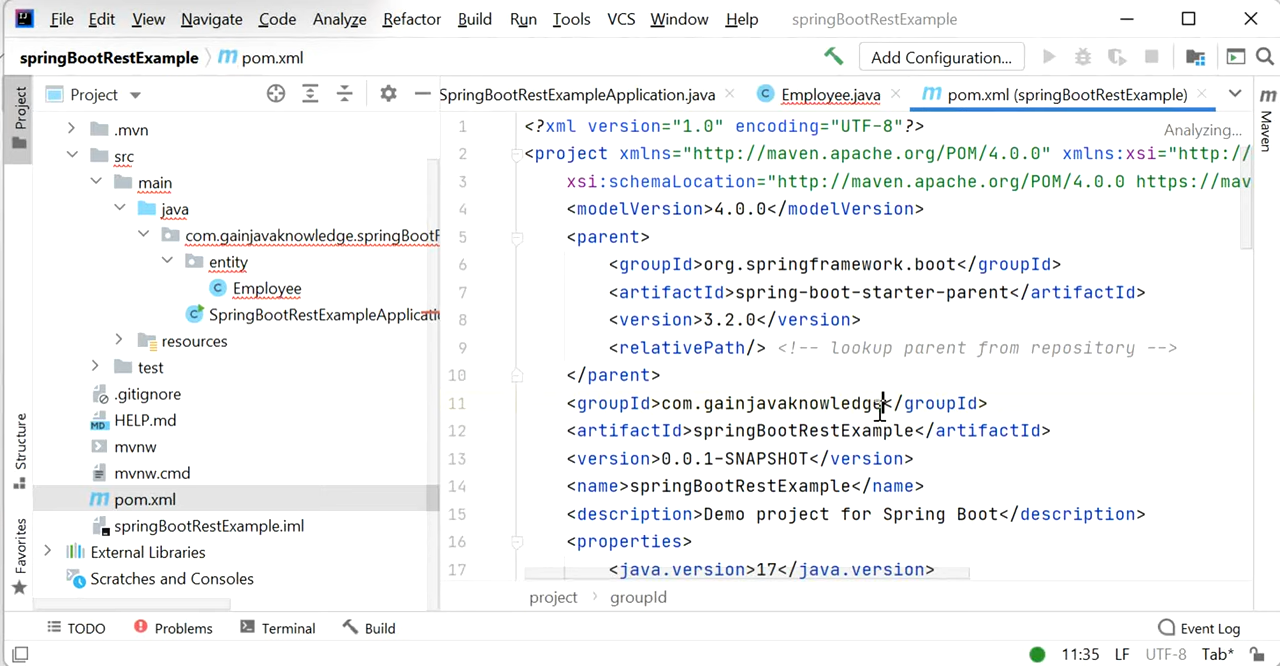 File Edit View Navigate Code Analyze Refactor Build Run Tools VCS Window Help springBootRestExample
springBootRestExample pom.xml Add Configuration...
Project
SpringBootRestExampleApplication.java Employee.java pom.xml (springBootRestExample)
Project
Structure
Favorites
.mvn
src
main
java
com.gainjavaknowledge.springBootR
entity
Employee
SpringBootRestExampleApplicati
resources
test
.gitignore
HELP.md
mvnw
mvnw.cmd
pom.xml
springBootRestExample.iml
External Libraries
Scratches and Consoles
Analyzing...
1 <?xml version="1.0" encoding="UTF-8"?>
2 <project xmlns="http://maven.apache.org/POM/4.0.0" xmlns:xsi="http:/
3 xsi:schemaLocation="http://maven.apache.org/POM/4.0.0 https://mav
4 <modelVersion>4.0.0</modelVersion>
5 <parent>
6 <groupId>org.springframework.boot</groupId>
7 <artifactId>spring-boot-starter-parent</artifactId>
8 <version>3.2.0</version>
9 <relativePath/> <!-- lookup parent from repository -->
10 </parent>
11 <groupId>com.gainjavaknowledge</groupId>
12 <artifactId>springBootRestExample</artifactId>
13 <version>0.0.1-SNAPSHOT</version>
14 <name>springBootRestExample</name>
15 <description>Demo project for Spring Boot</description>
16 <properties>
17 <java.version>17</java.version>
Maven
project groupId
TODO Problems Terminal Build Event Log
11:35 LF UTF-8 Tab*